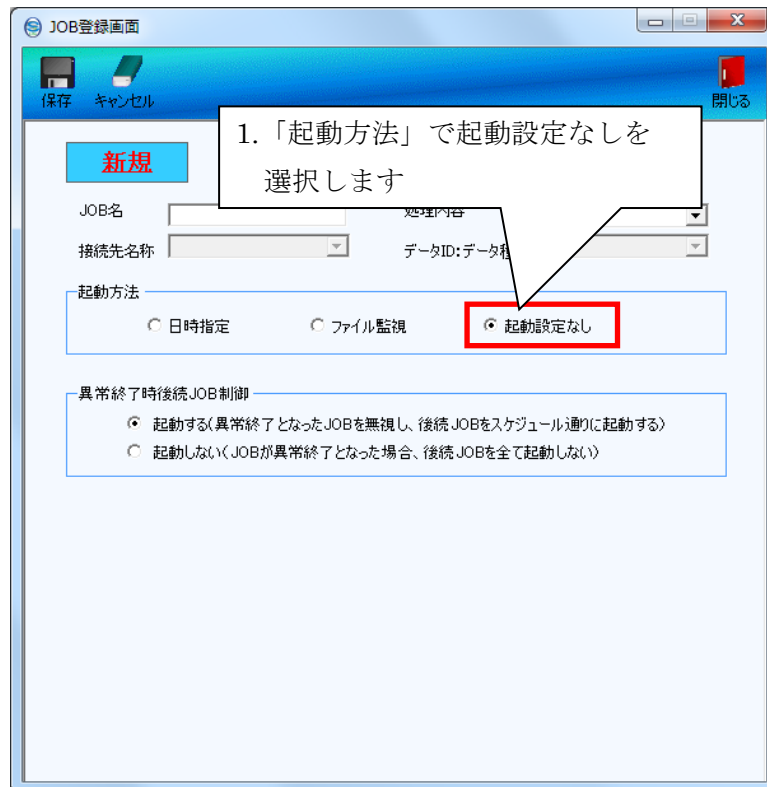 JOB登録画面
保存 キャンセル 閉じる
1.「起動方法」で起動設定なしを
選択します
新規
JOB名 処理内容
接続先名称 データID:データ種
起動方法
日時指定 ファイル監視 起動設定なし
異常終了時後続JOB制御
起動する(異常終了となったJOBを無視し、後続JOBをスケジュール通りに起動する)
起動しない(JOBが異常終了となった場合、後続JOBを全て起動しない)